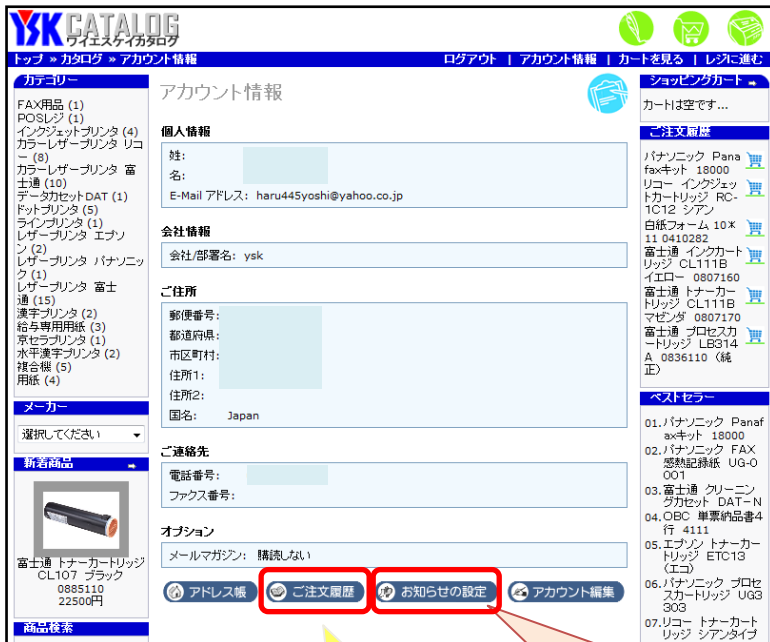 YSK CATALOG
ワイエスケイカタログ
トップ » カタログ » アカウント情報
ログアウト | アカウント情報 | カートを見る | レジに進む
カテゴリー
FAX用品 (1)
POSレジ (1)
インクジェットプリンタ (4)
カラーレザープリンタ リコ
ー (8)
カラーレザープリンタ 富
士通 (10)
データカセットDAT (1)
ドットプリンタ (5)
ラインプリンタ (1)
レザープリンタ エプソ
ン (2)
レザープリンタ パナソニッ
ク (1)
レザープリンタ 富士
通 (15)
漢字プリンタ (2)
給与専用用紙 (3)
京セラプリンタ (1)
水平漢字プリンタ (2)
複合機 (5)
用紙 (4)
メーカー
選択してください
新着商品
富士通 トナーカートリッジ
CL107 ブラック
0885110
22500円
商品検索
アカウント情報
個人情報
姓:
名:
E-Mail アドレス: haru445yoshi@yahoo.co.jp
会社情報
会社/部署名: ysk
ご住所
郵便番号:
都道府県:
市区町村:
住所1:
住所2:
国名: Japan
ご連絡先
電話番号:
ファックス番号:
オプション
メールマガジン: 購読しない
アドレス帳
ご注文履歴
お知らせの設定
アカウント編集
ショッピングカート
カートは空です...
ご注文履歴
パナソニック Pana
faxキット 18000
リコー インクジェッ
トカートリッジ RC-
1C12 シアン
白紙フォーム 10※
11 0410282
富士通 インクカート
リッジ CL111B
イエロー 0807160
富士通 トナーカー
トリッジ CL111B
マゼンダ 0807170
富士通 プロセスカ
ートリッジ LB314
A 0836110 (純
正)
ベストセラー
01.パナソニック Panaf
axキット 18000
02.パナソニック FAX
感熱記録紙 UG-0
001
03.富士通 クリーニン
グカセット DAT-N
04.OBC 単票納品書4
行 4111
05.エプソン トナーカー
トリッジ ETC13
(エコ)
06.パナソニック プロセ
スカートリッジ UG3
303
07.リコー トナーカート
リッジ シアンタイプ